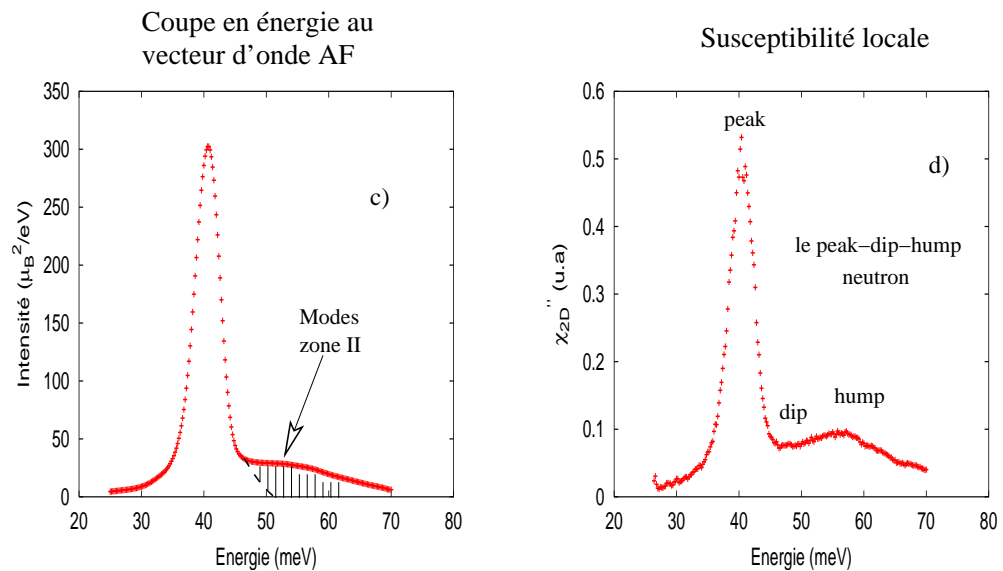 Coupe en énergie au
vecteur d'onde AF
350
300
250
200
150
100
50
0
20 30 40 50 60 70 80
Intensité (μ_B^2/eV)
Energie (meV)
c)
Modes
zone II
Susceptibilité locale
0.6
0.5
0.4
0.3
0.2
0.1
0
20 30 40 50 60 70 80
χ_2D'' (u.a)
Energie (meV)
peak
d)
le peak−dip−hump
neutron
dip
hump